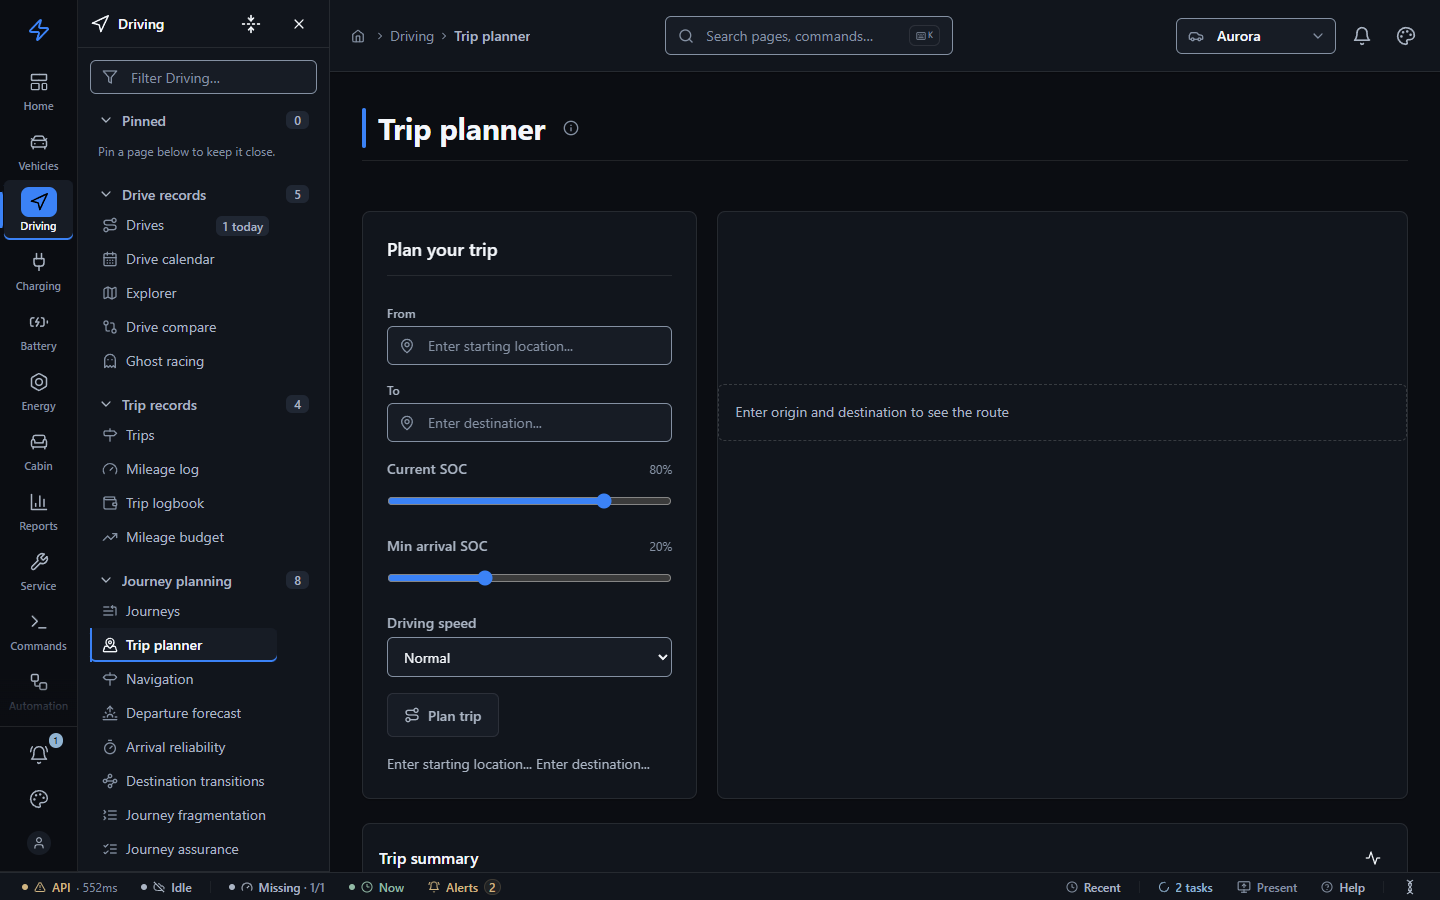 Home
Vehicles
Driving
Charging
Battery
Energy
Cabin
Reports
Service
Commands
Automation
1
Driving
Filter Driving...
Pinned 0
Pin a page below to keep it close.
Drive records 5
Drives 1 today
Drive calendar
Explorer
Drive compare
Ghost racing
Trip records 4
Trips
Mileage log
Trip logbook
Mileage budget
Journey planning 8
Journeys
Trip planner
Navigation
Departure forecast
Arrival reliability
Destination transitions
Journey fragmentation
Journey assurance
Driving Trip planner
Search pages, commands... K
Aurora
Trip planner
Plan your trip
From
Enter starting location...
To
Enter destination...
Current SOC 80%
Min arrival SOC 20%
Driving speed
Normal
Plan trip
Enter starting location... Enter destination...
Enter origin and destination to see the route
Trip summary
API · 552ms Idle Missing · 1/1 Now Alerts 2 Recent 2 tasks Present Help